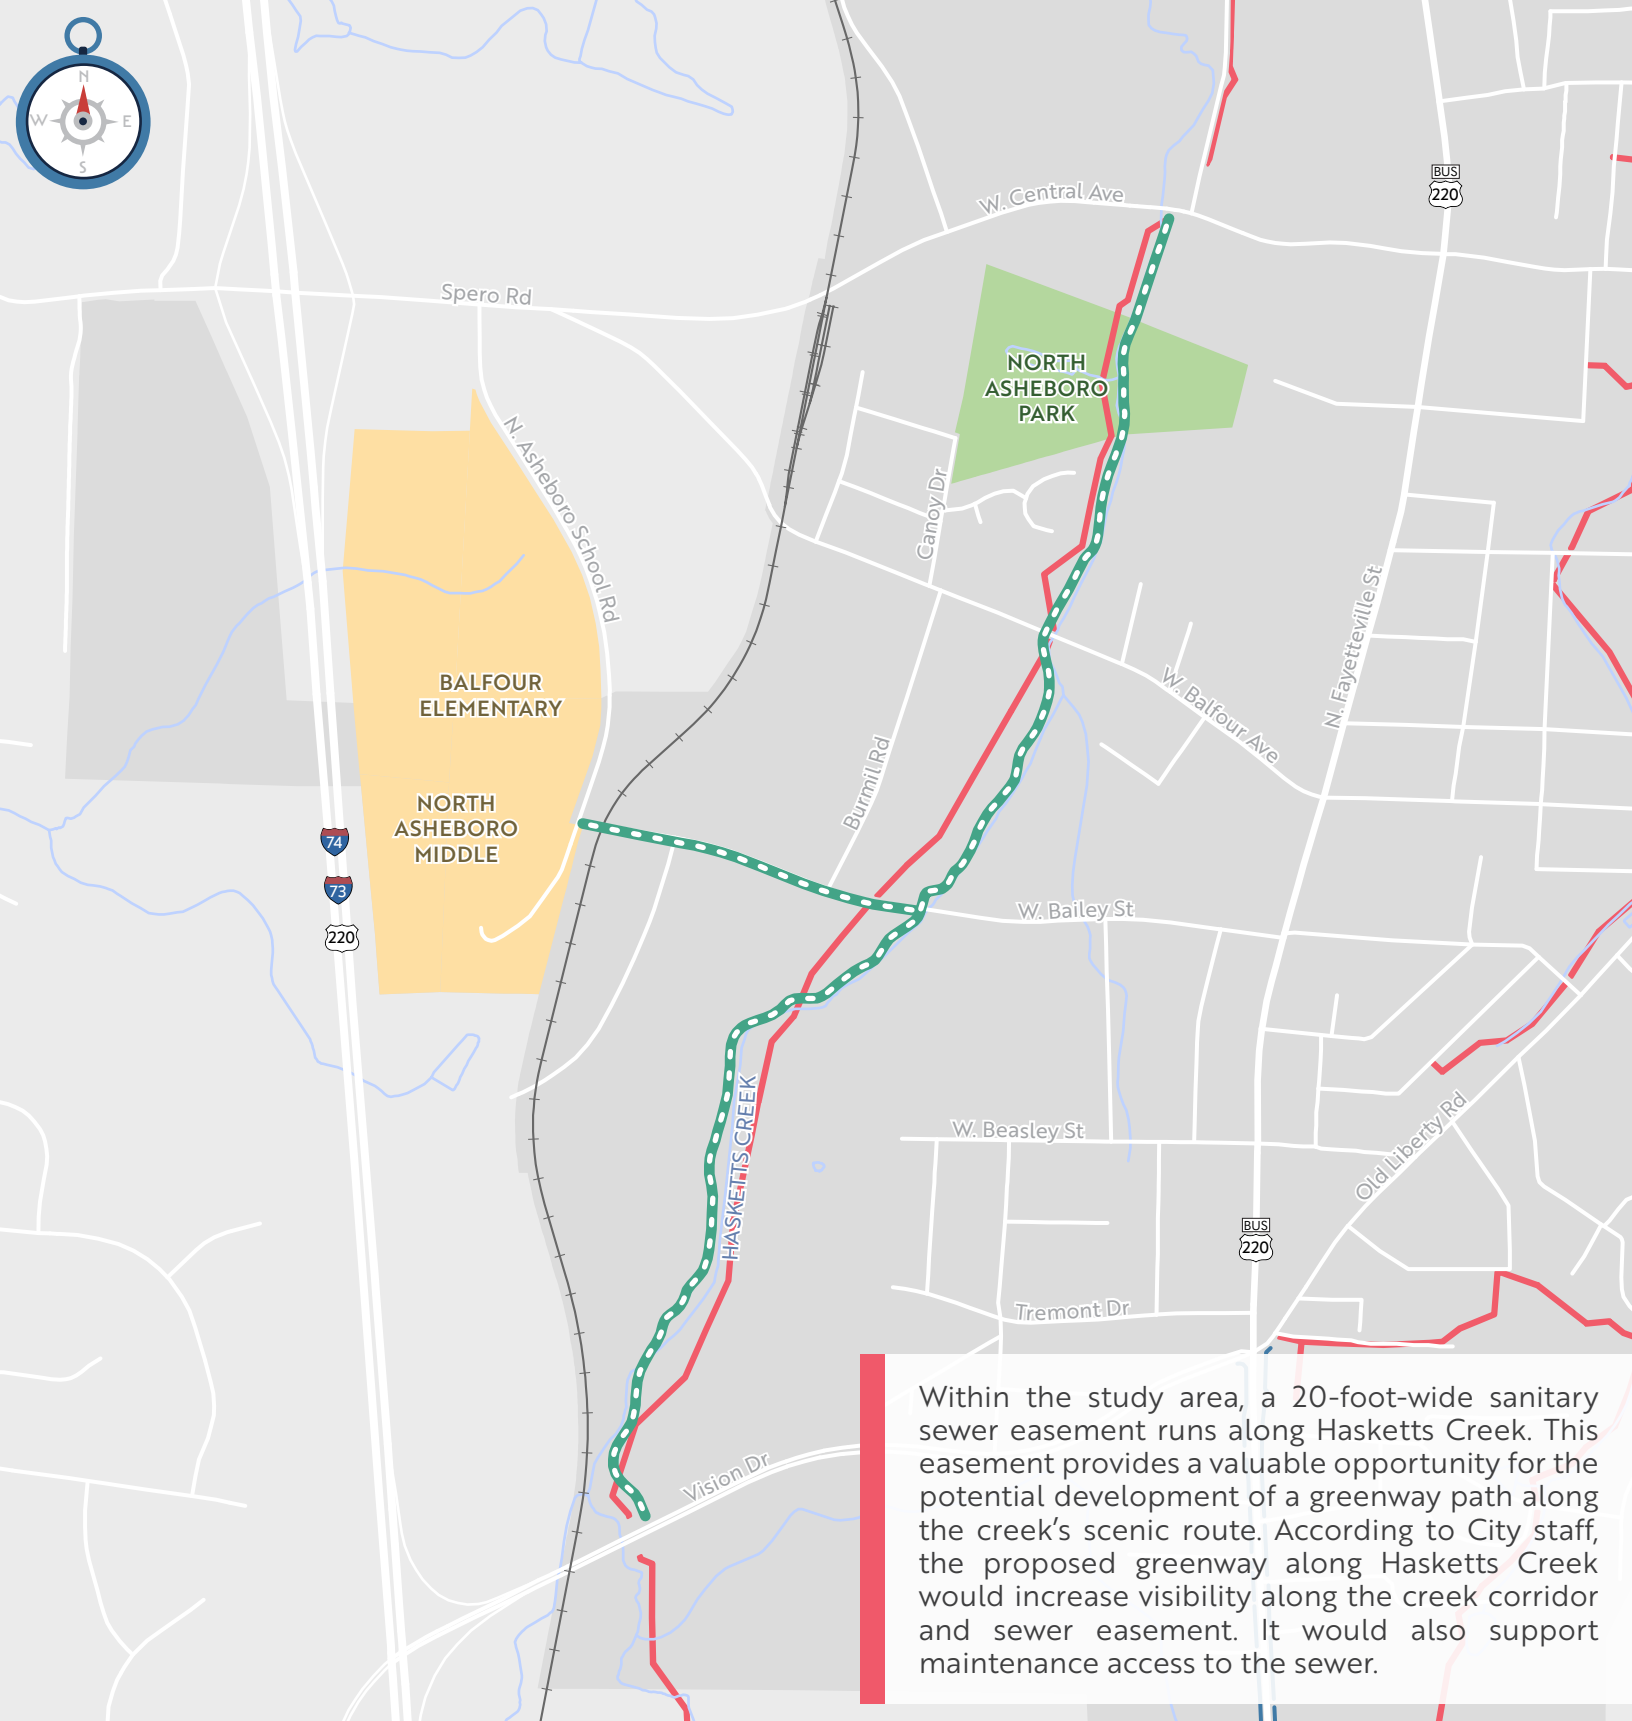 N
W
E
S
W. Central Ave
BUS
220
Spero Rd
NORTH
ASHEBORO
PARK
N. Asheboro School Rd
Canoy Dr
N. Fayetteville St
BALFOUR
ELEMENTARY
W. Balfour Ave
Burmil Rd
NORTH
ASHEBORO
MIDDLE
74
73
220
W. Bailey St
HASKETTS CREEK
W. Beasley St
Old Liberty Rd
BUS
220
Tremont Dr
Vision Dr
Within the study area, a 20-foot-wide sanitary
sewer easement runs along Hasketts Creek. This
easement provides a valuable opportunity for the
potential development of a greenway path along
the creek’s scenic route. According to City staff,
the proposed greenway along Hasketts Creek
would increase visibility along the creek corridor
and sewer easement. It would also support
maintenance access to the sewer.